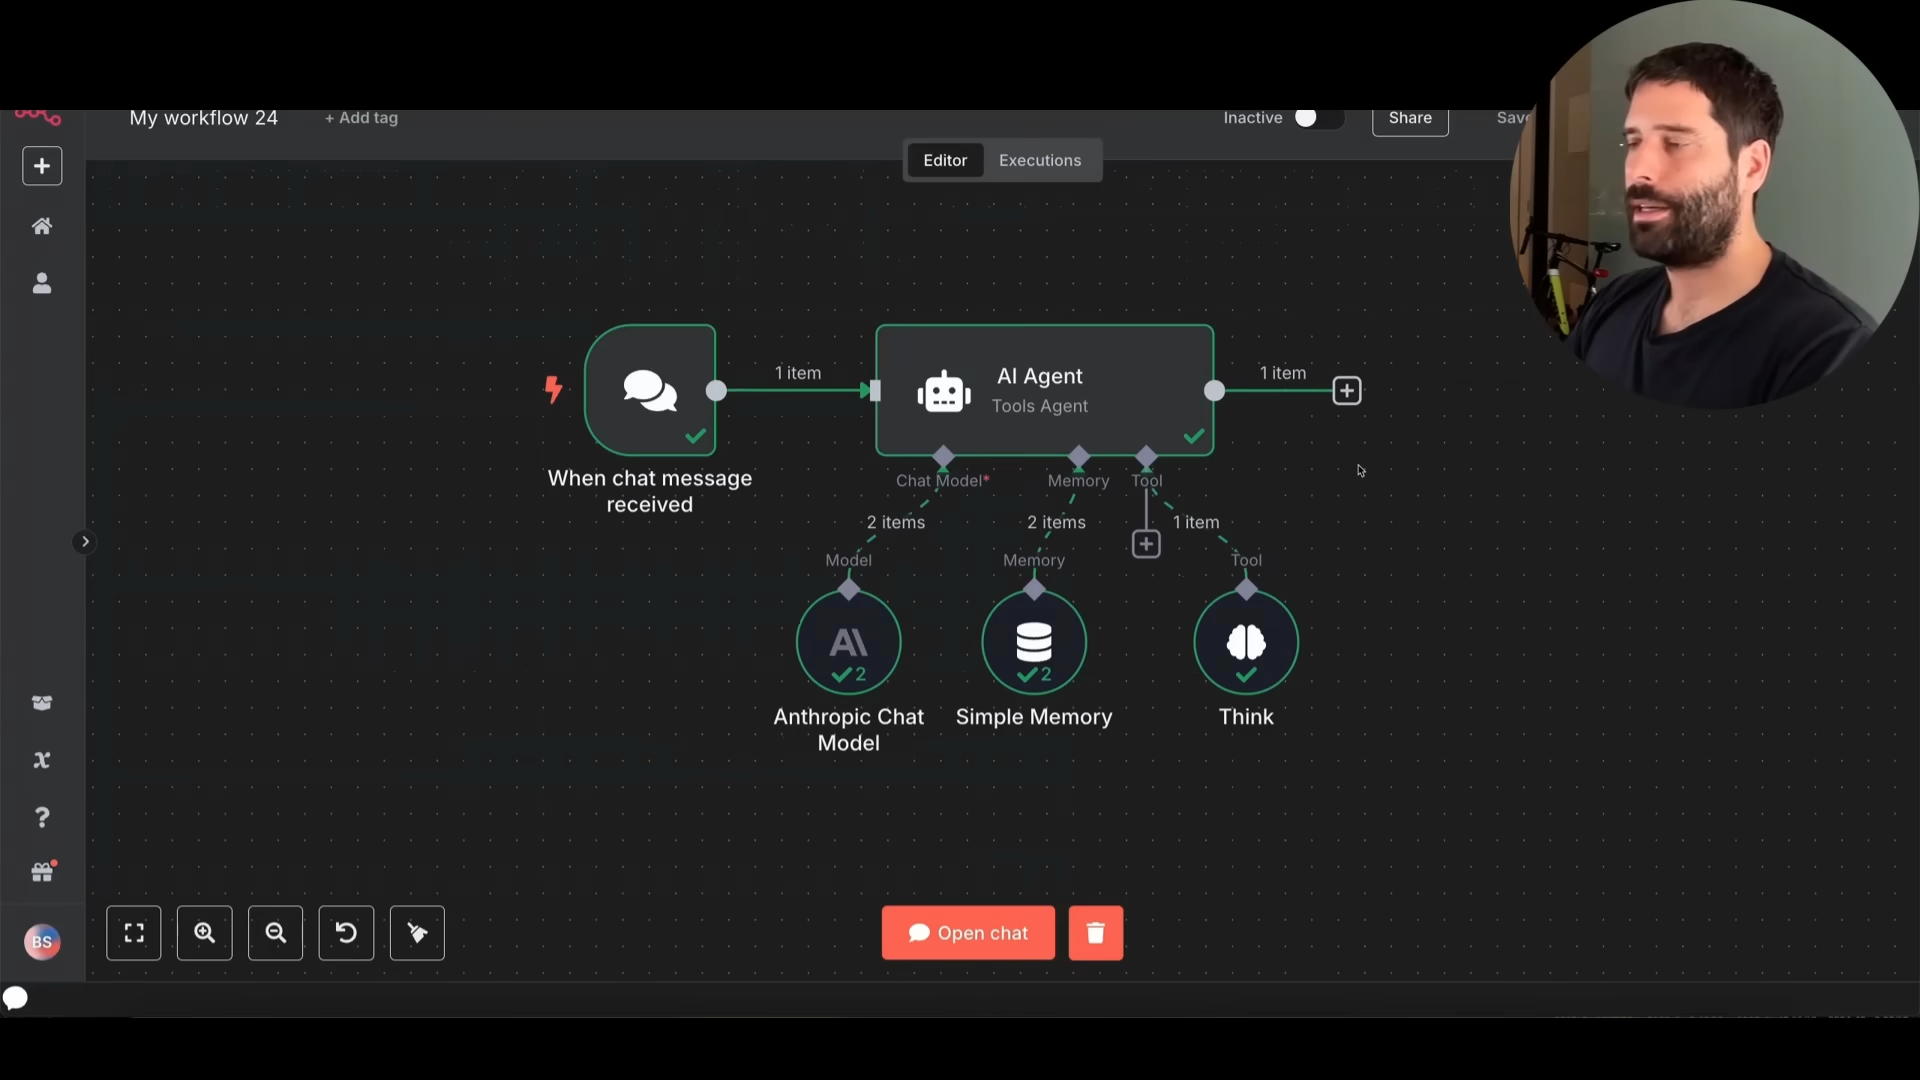 My workflow 24
+ Add tag
Inactive
Share
Editor
Executions
1 item
AI Agent
Tools Agent
1 item
When chat message
received
Chat Model*
Memory
Tool
2 items
2 items
1 item
Model
Memory
Tool
2
2
Anthropic Chat
Model
Simple Memory
Think
Open chat
BS